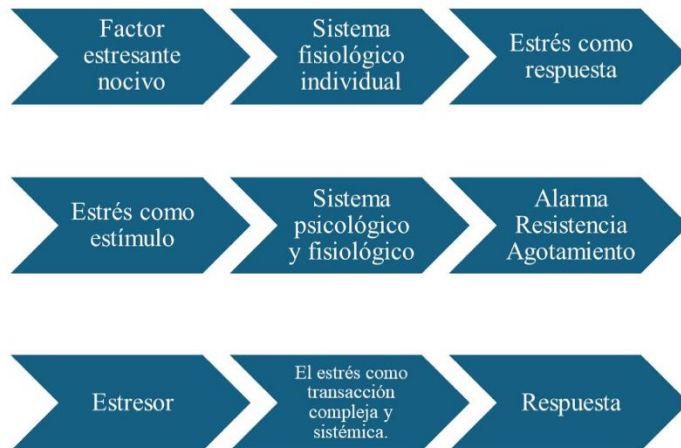 Factor
estresante
nocivo
Sistema
fisiológico
individual
Estrés como
respuesta
Estrés como
estímulo
Sistema
psicológico
y fisiológico
Alarma
Resistencia
Agotamiento
Estresor
El estrés como
transacción
compleja y
sistémica.
Respuesta